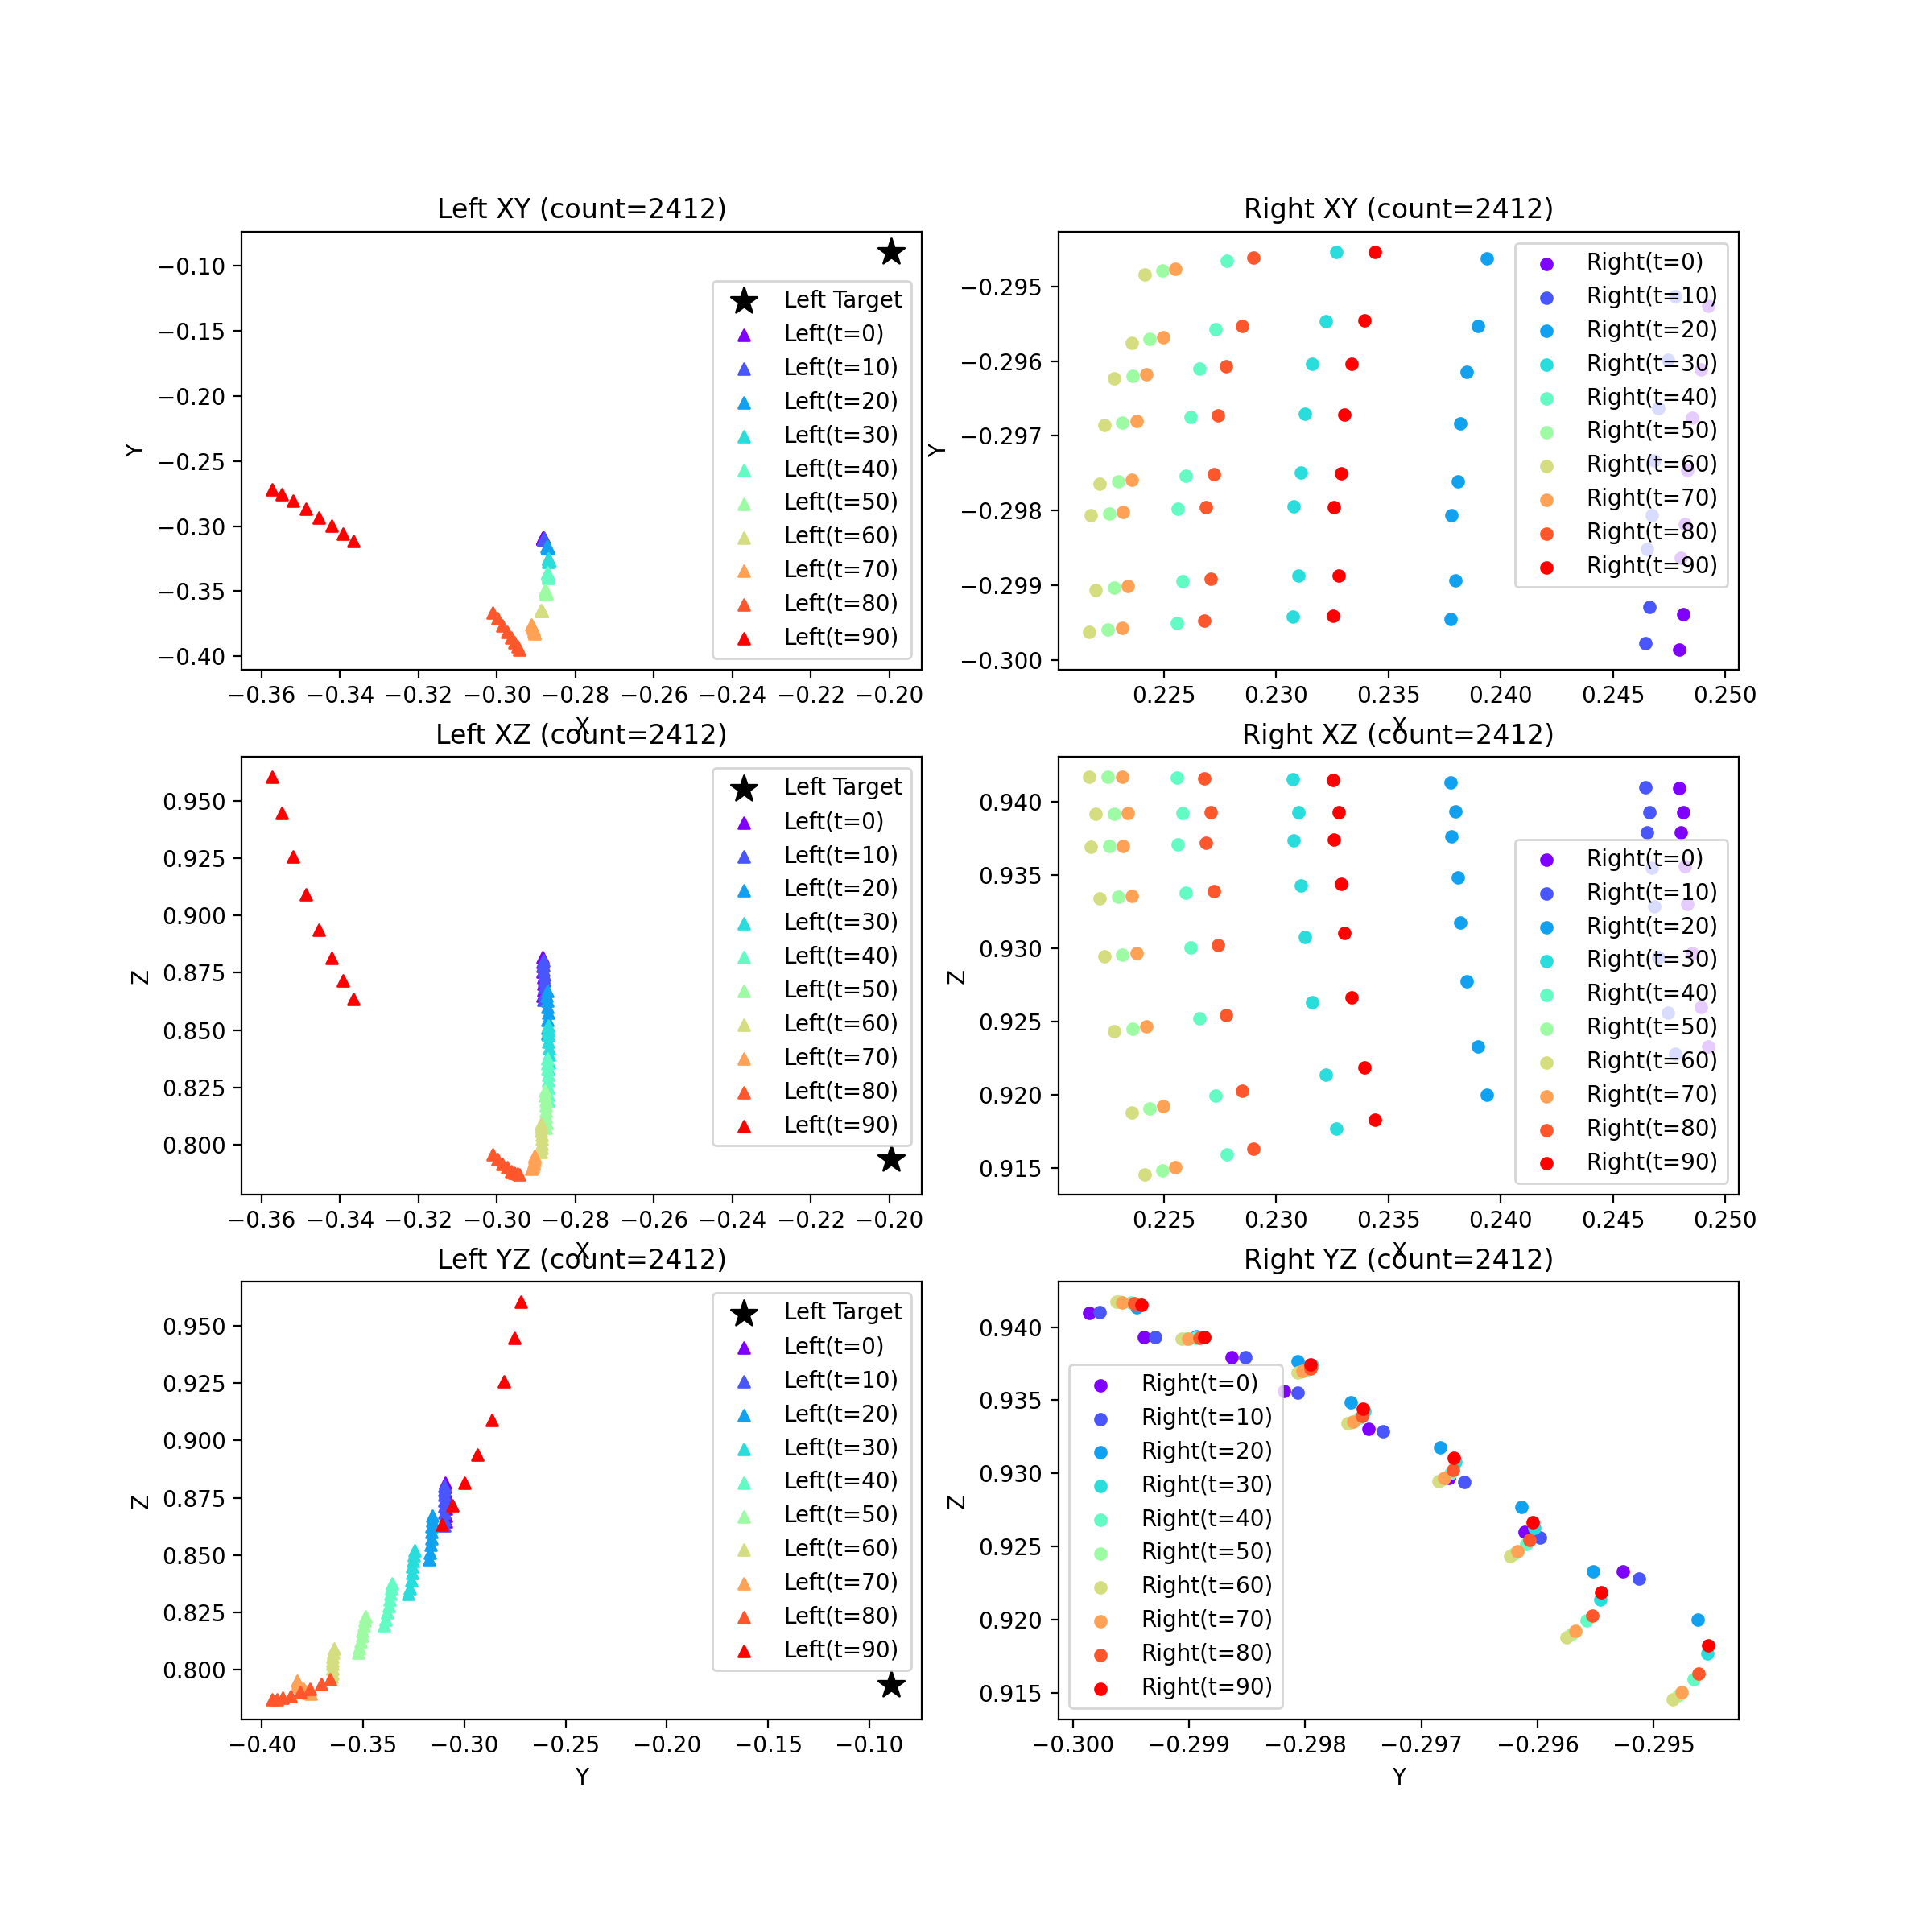 Left XY (count=2412)
Y
−0.10
−0.15
−0.20
−0.25
−0.30
−0.35
−0.40
Left Target
Left(t=0)
Left(t=10)
Left(t=20)
Left(t=30)
Left(t=40)
Left(t=50)
Left(t=60)
Left(t=70)
Left(t=80)
Left(t=90)
−0.36 −0.34 −0.32 −0.30 −0.28 −0.26 −0.24 −0.22 −0.20
X
Right XY (count=2412)
Y
−0.295
−0.296
−0.297
−0.298
−0.299
−0.300
Right(t=0)
Right(t=10)
Right(t=20)
Right(t=30)
Right(t=40)
Right(t=50)
Right(t=60)
Right(t=70)
Right(t=80)
Right(t=90)
0.225 0.230 0.235 0.240 0.245 0.250
X
Left XZ (count=2412)
Z
0.950
0.925
0.900
0.875
0.850
0.825
0.800
Left Target
Left(t=0)
Left(t=10)
Left(t=20)
Left(t=30)
Left(t=40)
Left(t=50)
Left(t=60)
Left(t=70)
Left(t=80)
Left(t=90)
−0.36 −0.34 −0.32 −0.30 −0.28 −0.26 −0.24 −0.22 −0.20
X
Right XZ (count=2412)
Z
0.940
0.935
0.930
0.925
0.920
0.915
Right(t=0)
Right(t=10)
Right(t=20)
Right(t=30)
Right(t=40)
Right(t=50)
Right(t=60)
Right(t=70)
Right(t=80)
Right(t=90)
0.225 0.230 0.235 0.240 0.245 0.250
X
Left YZ (count=2412)
Z
0.950
0.925
0.900
0.875
0.850
0.825
0.800
Left Target
Left(t=0)
Left(t=10)
Left(t=20)
Left(t=30)
Left(t=40)
Left(t=50)
Left(t=60)
Left(t=70)
Left(t=80)
Left(t=90)
−0.40 −0.35 −0.30 −0.25 −0.20 −0.15 −0.10
Y
Right YZ (count=2412)
Z
0.940
0.935
0.930
0.925
0.920
0.915
Right(t=0)
Right(t=10)
Right(t=20)
Right(t=30)
Right(t=40)
Right(t=50)
Right(t=60)
Right(t=70)
Right(t=80)
Right(t=90)
−0.300 −0.299 −0.298 −0.297 −0.296 −0.295
Y